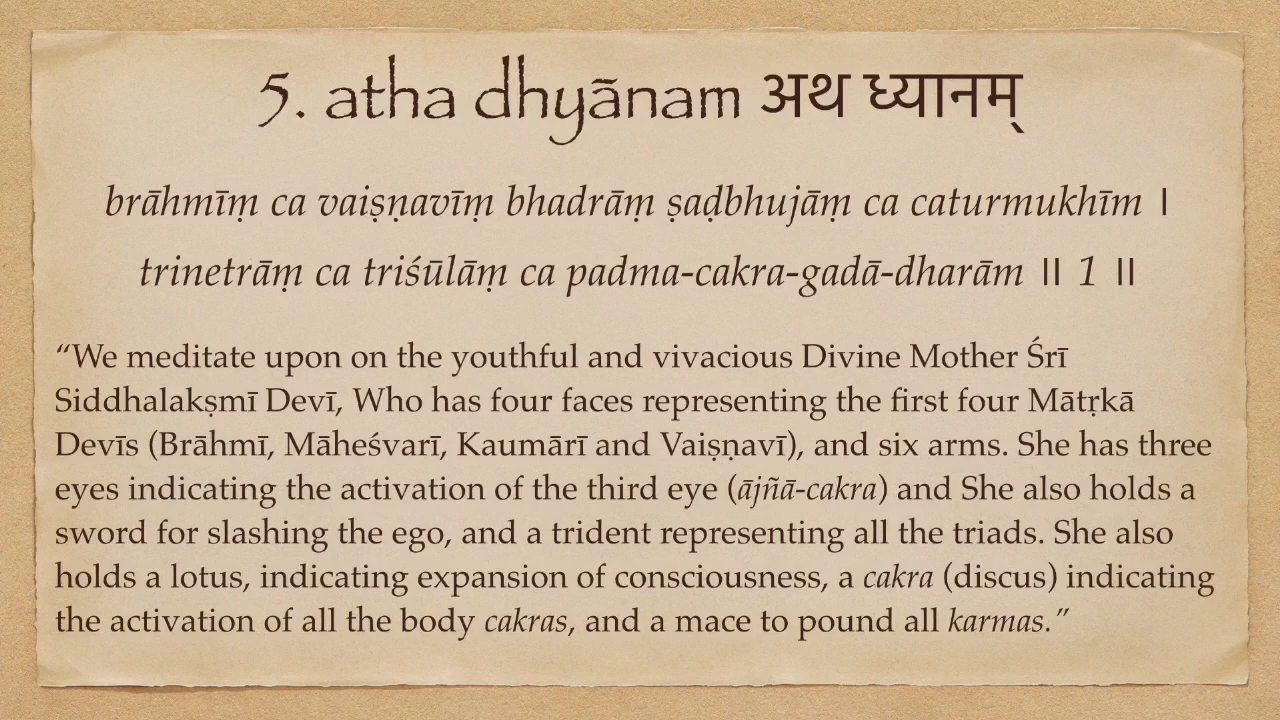 5. atha dhyãnam अथ ध्यानम्
brāhmīṃ ca vaiṣṇavīṃ bhadrāṃ ṣaḍbhujāṃ ca caturmukhīm ।
trinetrāṃ ca triśūlāṃ ca padma-cakra-gadā-dharām ॥ 1 ॥
“We meditate upon on the youthful and vivacious Divine Mother Śrī
Siddhalakṣmī Devī, Who has four faces representing the first four Mātṛkā
Devīs (Brāhmī, Māheśvarī, Kaumārī and Vaiṣṇavī), and six arms. She has three
eyes indicating the activation of the third eye (ājñā-cakra) and She also holds a
sword for slashing the ego, and a trident representing all the triads. She also
holds a lotus, indicating expansion of consciousness, a cakra (discus) indicating
the activation of all the body cakras, and a mace to pound all karmas.”